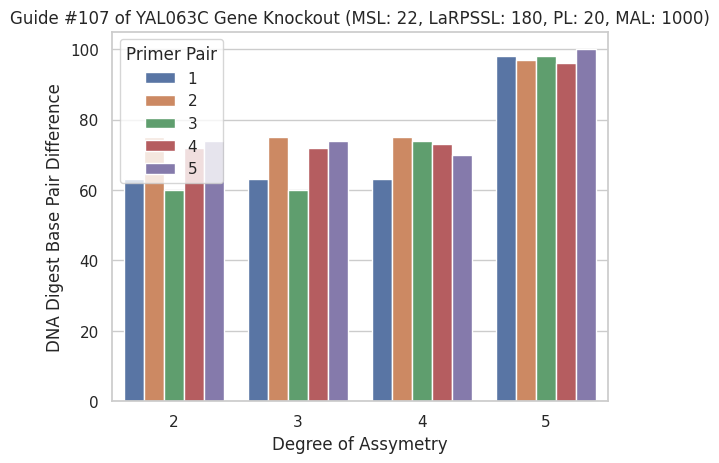 Guide #107 of YAL063C Gene Knockout (MSL: 22, LaRPSSL: 180, PL: 20, MAL: 1000)
Primer Pair
1
2
3
4
5
DNA Digest Base Pair Difference
100
80
60
40
20
0
2 3 4 5
Degree of Assymetry